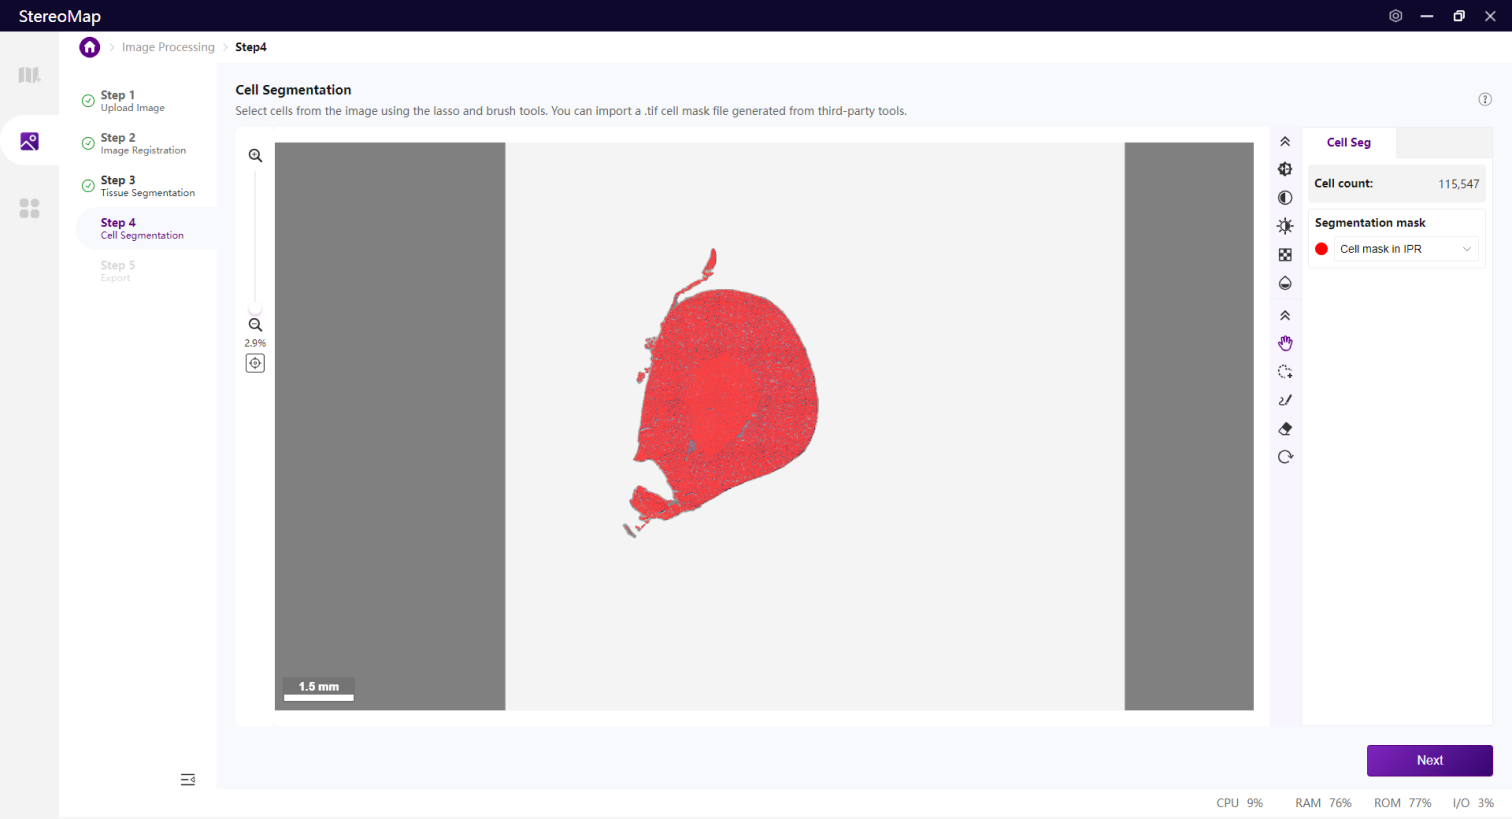 StereoMap
Image Processing > Step4
Step 1
Upload Image
Step 2
Image Registration
Step 3
Tissue Segmentation
Step 4
Cell Segmentation
Step 5
Export
Cell Segmentation
Select cells from the image using the lasso and brush tools. You can import a .tif cell mask file generated from third-party tools.
2.9%
1.5 mm
Cell Seg
Cell count: 115,547
Segmentation mask
Cell mask in IPR
Next
CPU 9% RAM 76% ROM 77% I/O 3%